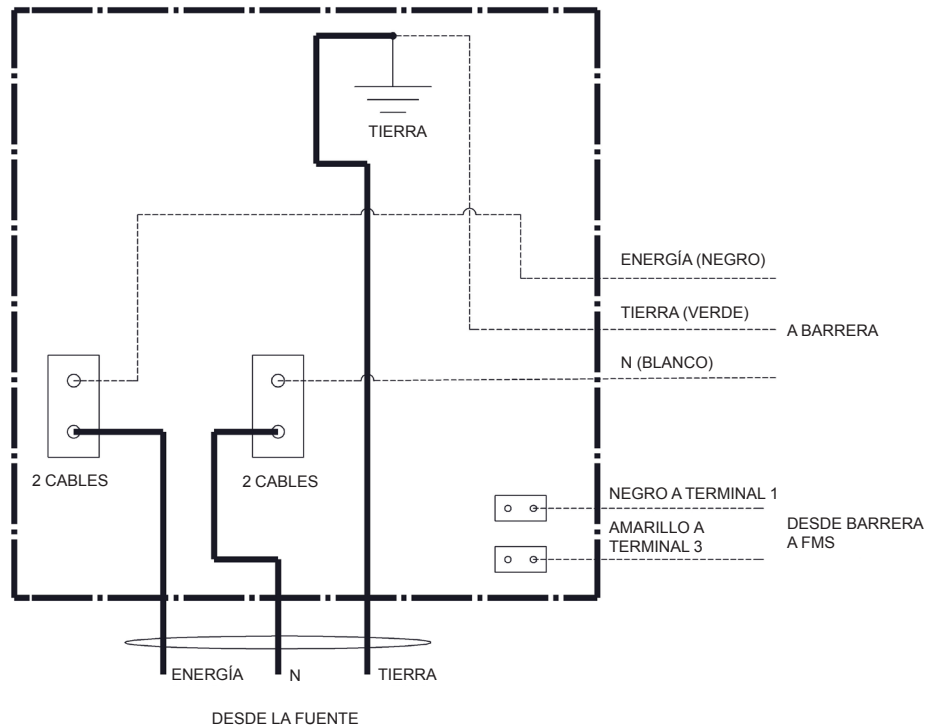 TIERRA
ENERGÍA (NEGRO)
TIERRA (VERDE)
A BARRERA
N (BLANCO)
2 CABLES
2 CABLES
NEGRO A TERMINAL 1
AMARILLO A
TERMINAL 3
DESDE BARRERA
A FMS
ENERGÍA
N
TIERRA
DESDE LA FUENTE